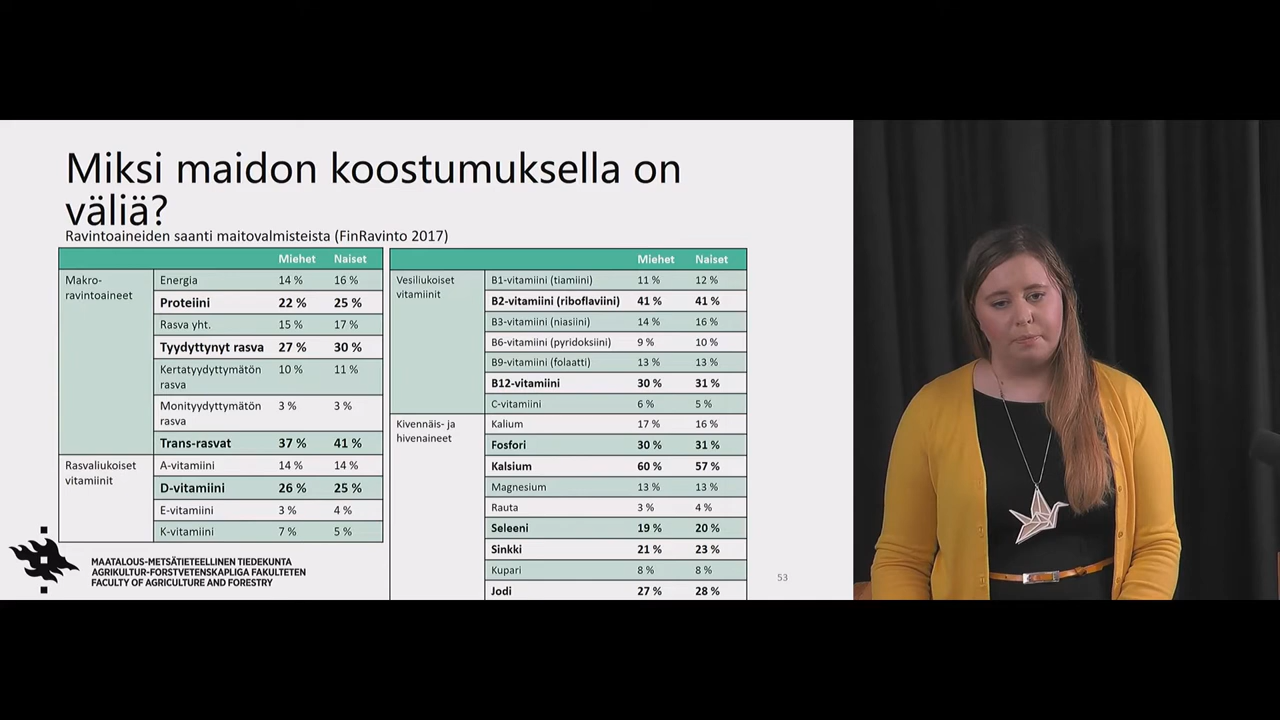 Miksi maidon koostumuksella on
väliä?
Ravintoaineiden saanti maitovalmisteista (FinRavinto 2017)
Miehet Naiset
Makro-
ravintoaineet
Energia 14 % 16 %
Proteiini 22 % 25 %
Rasva yht. 15 % 17 %
Tyydyttynyt rasva 27 % 30 %
Kertatyydyttymätön
rasva 10 % 11 %
Monityydyttymätön
rasva 3 % 3 %
Trans-rasvat 37 % 41 %
Rasvaliukoiset
vitamiinit
A-vitamiini 14 % 14 %
D-vitamiini 26 % 25 %
E-vitamiini 3 % 4 %
K-vitamiini 7 % 5 %
Miehet Naiset
Vesiliukoiset
vitamiinit
B1-vitamiini (tiamiini) 11 % 12 %
B2-vitamiini (riboflaviini) 41 % 41 %
B3-vitamiini (niasiini) 14 % 16 %
B6-vitamiini (pyridoksiini) 9 % 10 %
B9-vitamiini (folaatti) 13 % 13 %
B12-vitamiini 30 % 31 %
C-vitamiini 6 % 5 %
Kivennäis- ja
hivenaineet
Kalium 17 % 16 %
Fosfori 30 % 31 %
Kalsium 60 % 57 %
Magnesium 13 % 13 %
Rauta 3 % 4 %
Seleeni 19 % 20 %
Sinkki 21 % 23 %
Kupari 8 % 8 %
Jodi 27 % 28 %
MAATALOUS-METSÄTIETEELLINEN TIEDEKUNTA
AGRIKULTUR-FORSTVETENSKAPLIGA FAKULTETEN
FACULTY OF AGRICULTURE AND FORESTRY
53